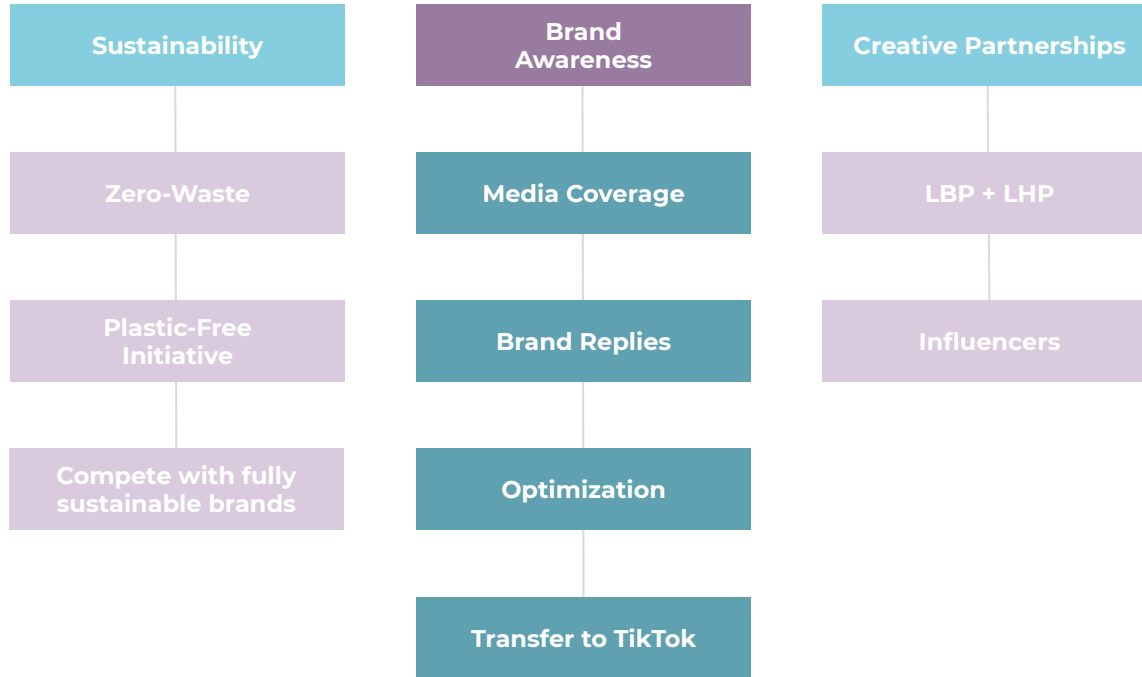 Sustainability
Zero-Waste
Plastic-Free
Initiative
Compete with fully
sustainable brands
Brand
Awareness
Media Coverage
Brand Replies
Optimization
Transfer to TikTok
Creative Partnerships
LBP + LHP
Influencers